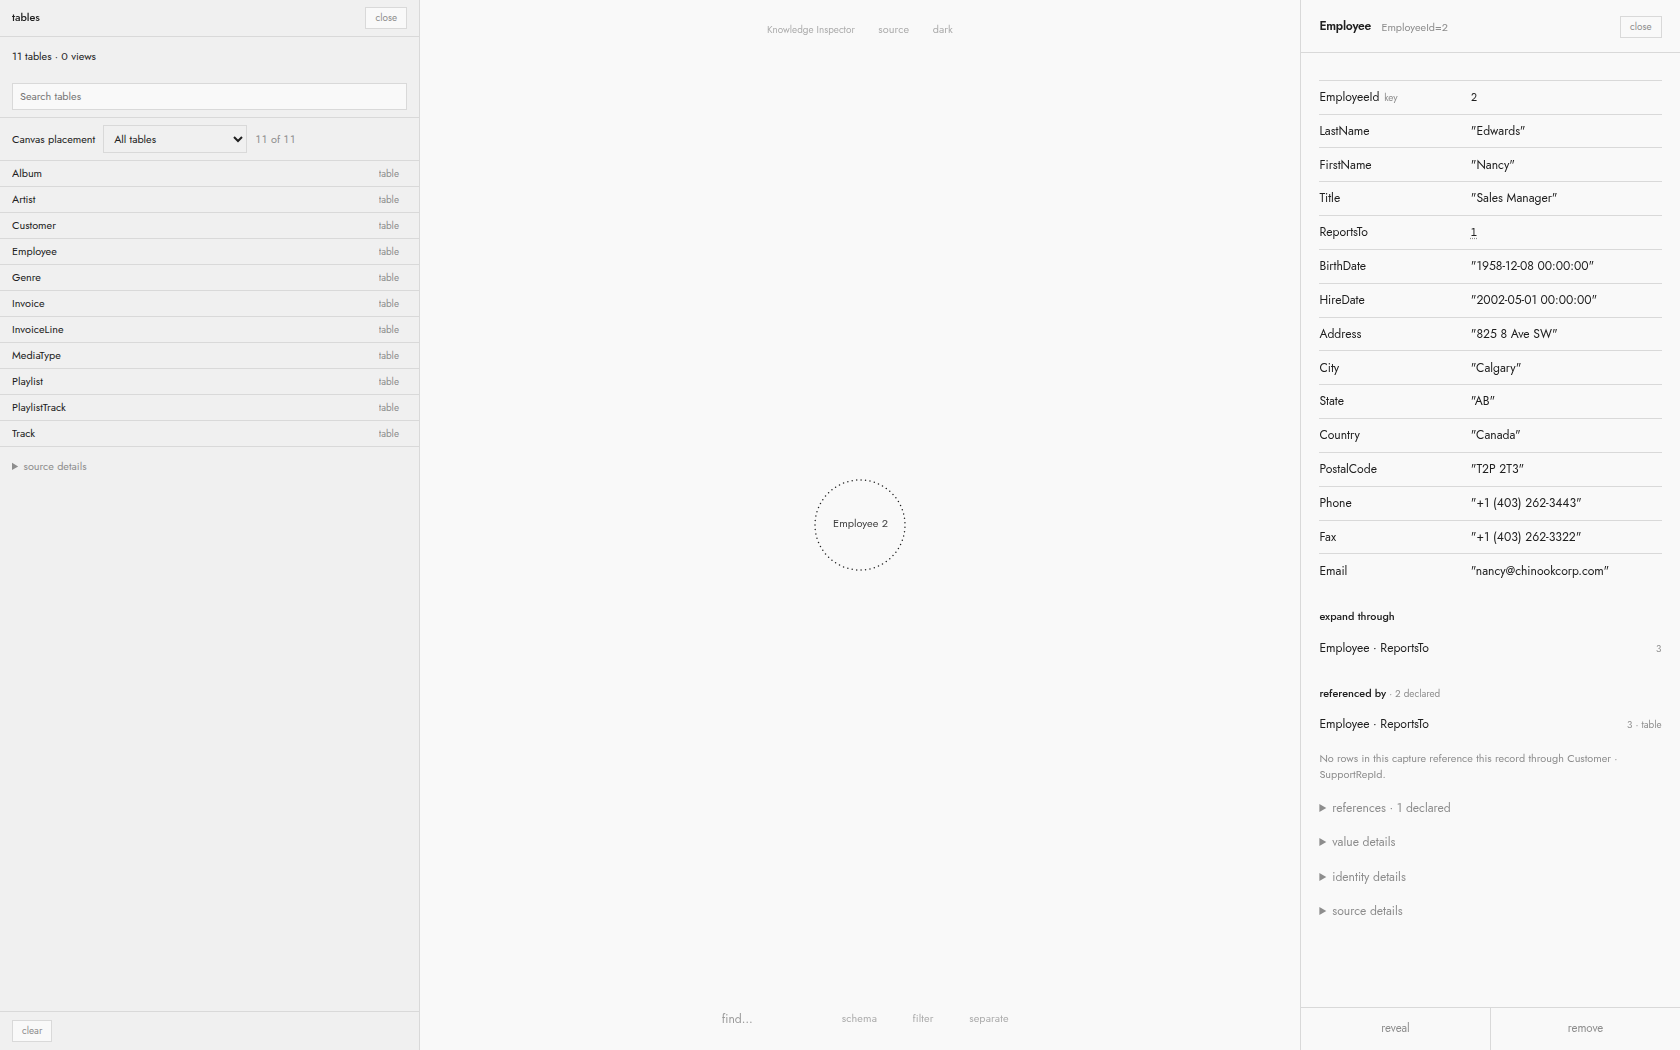 tables
close
11 tables · 0 views
Search tables
Canvas placement All tables 11 of 11
Album table
Artist table
Customer table
Employee table
Genre table
Invoice table
InvoiceLine table
MediaType table
Playlist table
PlaylistTrack table
Track table
source details
clear
Knowledge Inspector source dark
Employee 2
find... schema filter separate
Employee EmployeeId=2 close
EmployeeId key 2
LastName "Edwards"
FirstName "Nancy"
Title "Sales Manager"
ReportsTo 1
BirthDate "1958-12-08 00:00:00"
HireDate "2002-05-01 00:00:00"
Address "825 8 Ave SW"
City "Calgary"
State "AB"
Country "Canada"
PostalCode "T2P 2T3"
Phone "+1 (403) 262-3443"
Fax "+1 (403) 262-3322"
Email "nancy@chinookcorp.com"
expand through
Employee · ReportsTo 3
referenced by · 2 declared
Employee · ReportsTo 3 · table
No rows in this capture reference this record through Customer ·
SupportRepId.
references · 1 declared
value details
identity details
source details
reveal remove